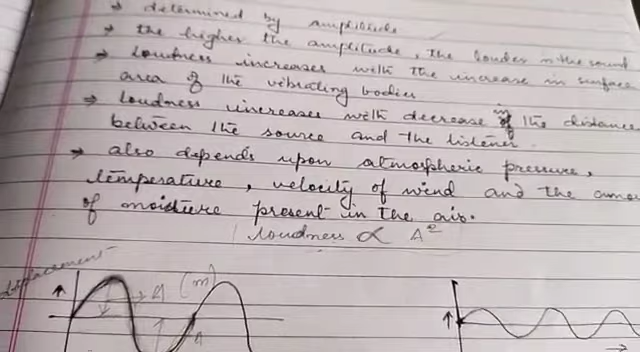 → determined by amplitude
→ the higher the amplitude, the louder is the sound
→ loudness increases with the increase in surface
area of the vibrating bodies
→ loudness increases with decrease in the distance
between the source and the listener.
→ also depends upon atmospheric pressure,
temperature, velocity of wind and the amou
of moisture present in the air.
loudness ∝ A²
displacement
(m)
A